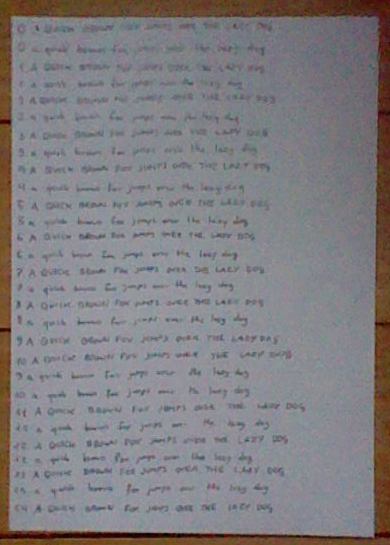 0 A QUICK BROWN FOX JUMPS OVER THE LAZY DOG
0 a quick brown fox jumps over the lazy dog
1 A QUICK BROWN FOX JUMPS OVER THE LAZY DOG
1 a quick brown fox jumps over the lazy dog
2 A QUICK BROWN FOX JUMPS OVER THE LAZY DOG
2 a quick brown fox jumps over the lazy dog
3 A QUICK BROWN FOX JUMPS OVER THE LAZY DOG
3 a quick brown fox jumps over the lazy dog
4 A QUICK BROWN FOX JUMPS OVER THE LAZY DOG
4 a quick brown fox jumps over the lazy dog
5 A QUICK BROWN FOX JUMPS OVER THE LAZY DOG
5 a quick brown fox jumps over the lazy dog
6 A QUICK BROWN FOX JUMPS OVER THE LAZY DOG
6 a quick brown fox jumps over the lazy dog
7 A QUICK BROWN FOX JUMPS OVER THE LAZY DOG
7 a quick brown fox jumps over the lazy dog
8 A QUICK BROWN FOX JUMPS OVER THE LAZY DOG
8 a quick brown fox jumps over the lazy dog
9 A QUICK BROWN FOX JUMPS OVER THE LAZY DOG
10 A QUICK BROWN FOX JUMPS OVER THE LAZY DOG
9 a quick brown fox jumps over the lazy dog
10 a quick brown fox jumps over the lazy dog
11 A QUICK BROWN FOX JUMPS OVER THE LAZY DOG
11 a quick brown fox jumps over the lazy dog
12 A QUICK BROWN FOX JUMPS OVER THE LAZY DOG
12 a quick brown fox jumps over the lazy dog
13 A QUICK BROWN FOX JUMPS OVER THE LAZY DOG
13 a quick brown fox jumps over the lazy dog
14 A QUICK BROWN FOX JUMPS OVER THE LAZY DOG